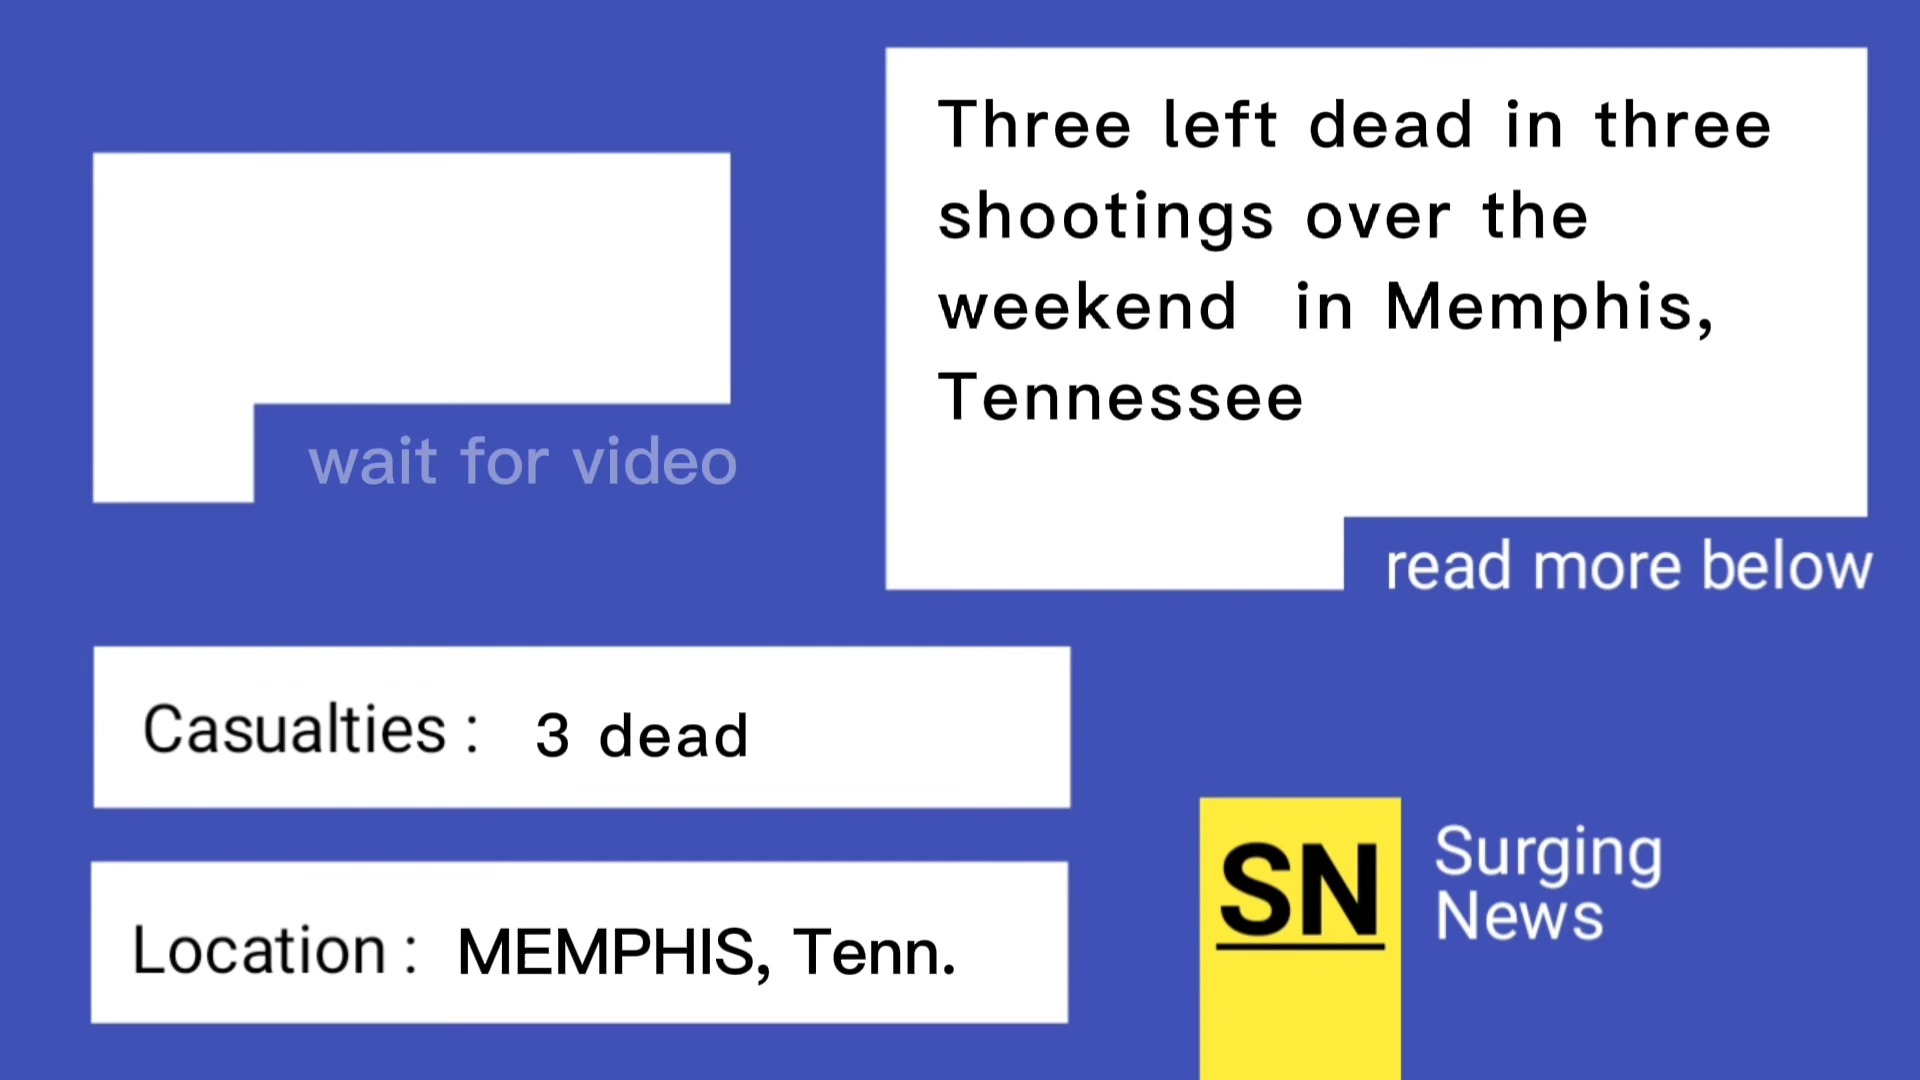 Three left dead in three
shootings over the
weekend  in Memphis,
Tennessee
wait for video
read more below
Casualties : 3 dead
Location : MEMPHIS, Tenn.
SN
Surging
News